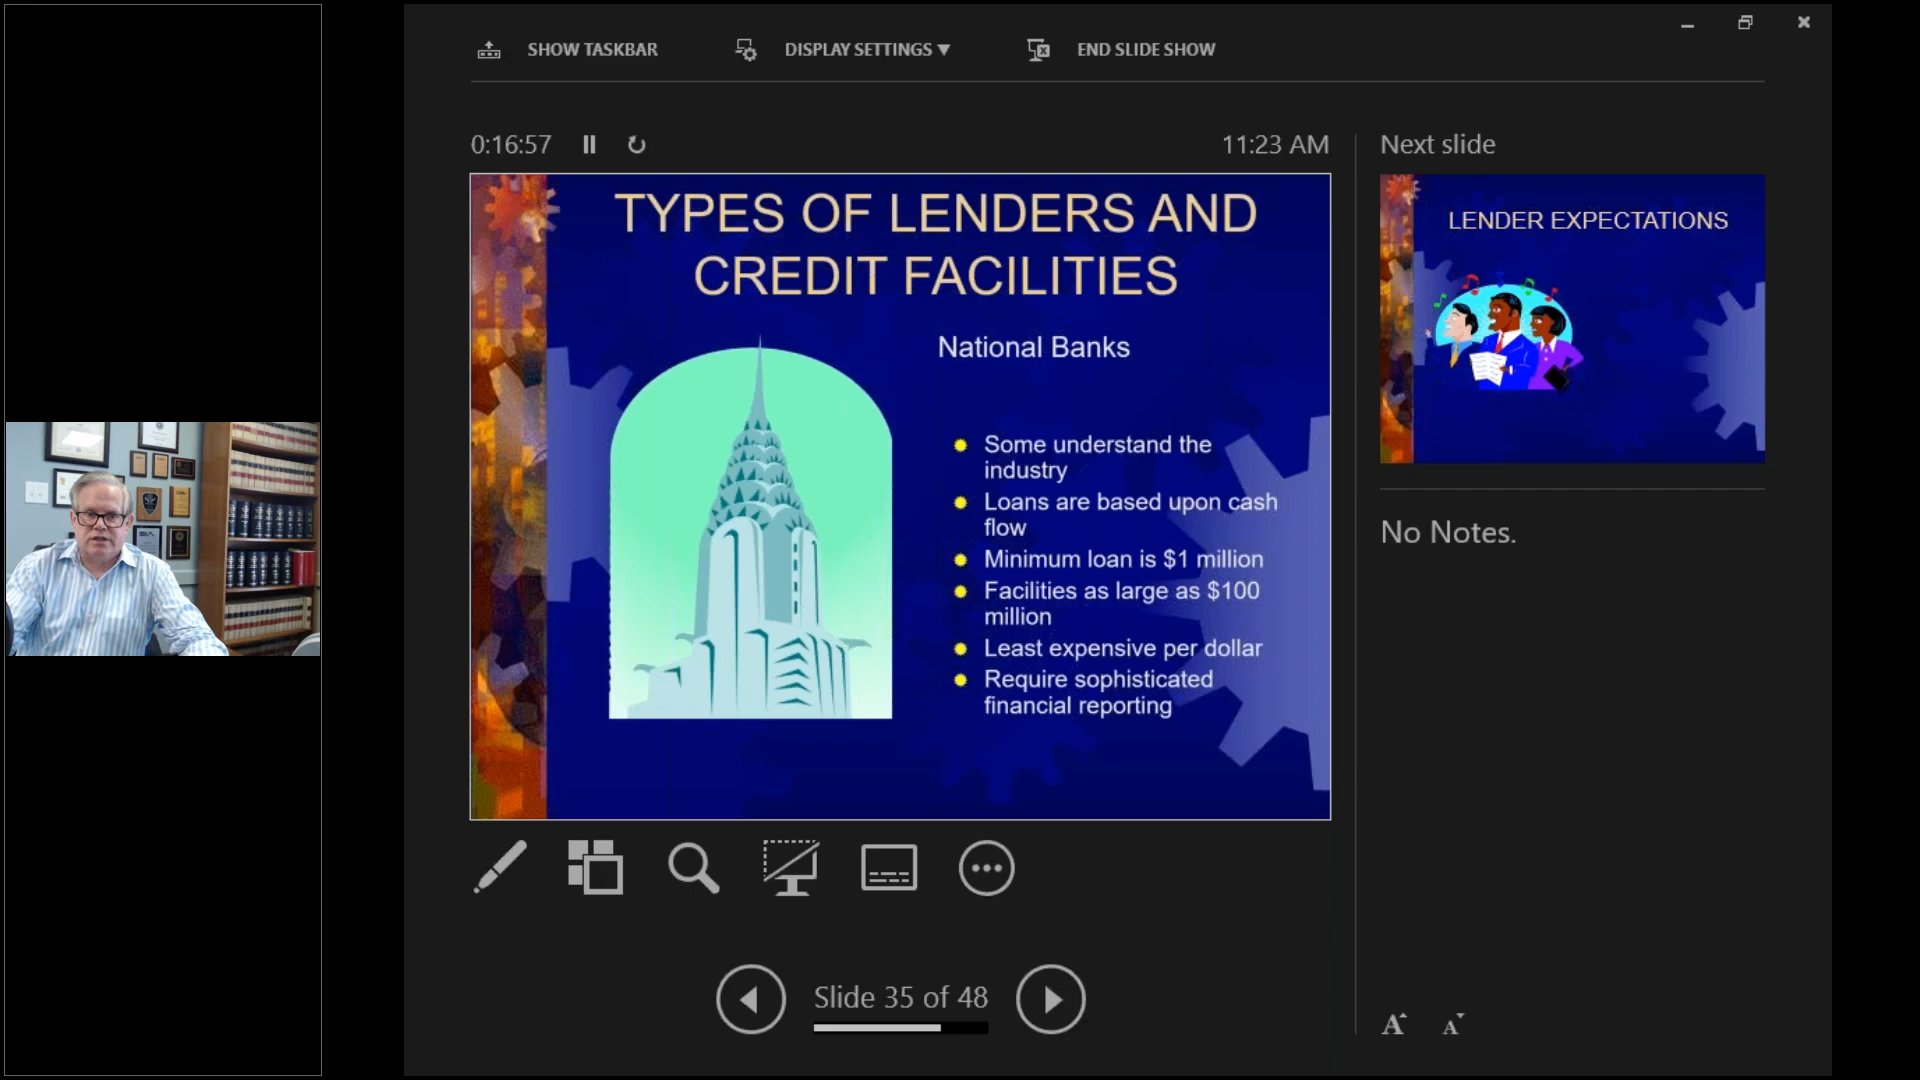 SHOW TASKBAR
DISPLAY SETTINGS ▼
END SLIDE SHOW
0:16:57
11:23 AM
TYPES OF LENDERS AND
CREDIT FACILITIES
National Banks
Some understand the
industry
Loans are based upon cash
flow
Minimum loan is $1 million
Facilities as large as $100
million
Least expensive per dollar
Require sophisticated
financial reporting
Slide 35 of 48
Next slide
LENDER EXPECTATIONS
No Notes.
A A